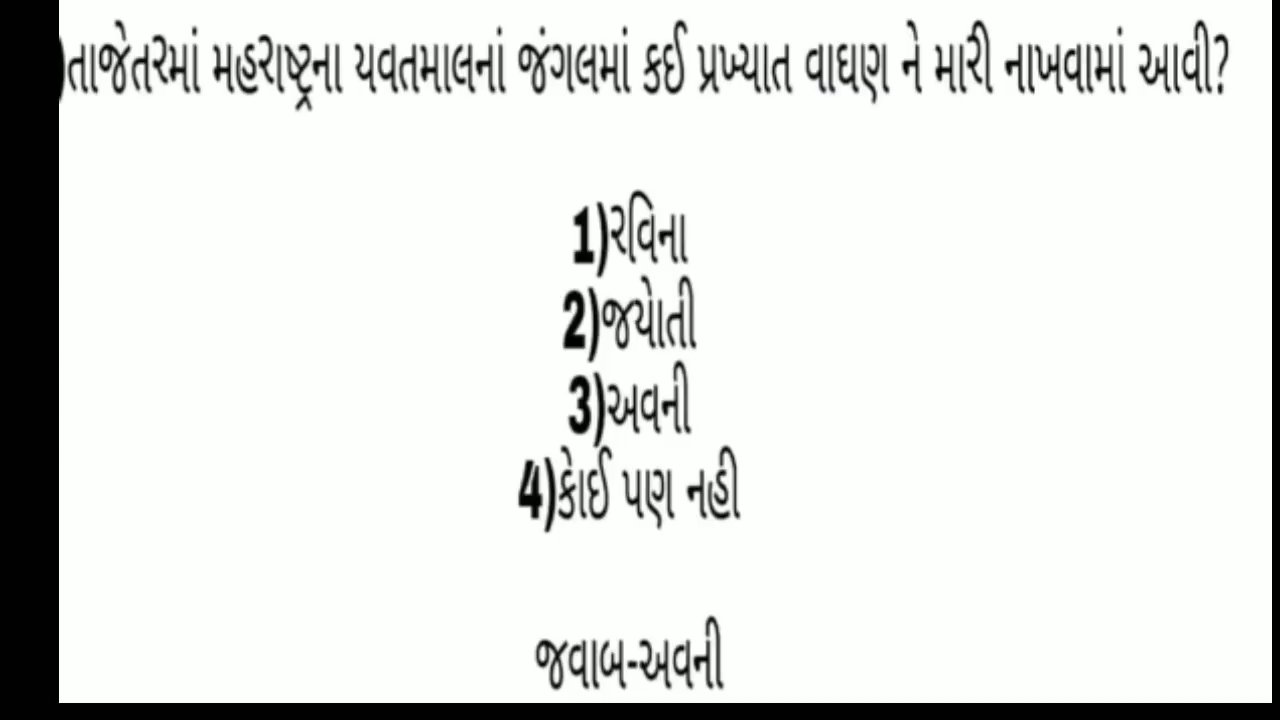 )તાજેતરમાં મહરાષ્ટ્રના યવતમાલનાં જંગલમાં કઈ પ્રખ્યાત વાઘણ ને મારી નાખવામાં આવી?
1)રવિના
2)જયોતી
3)અવની
4)કોઈ પણ નહી
જવાબ-અવની